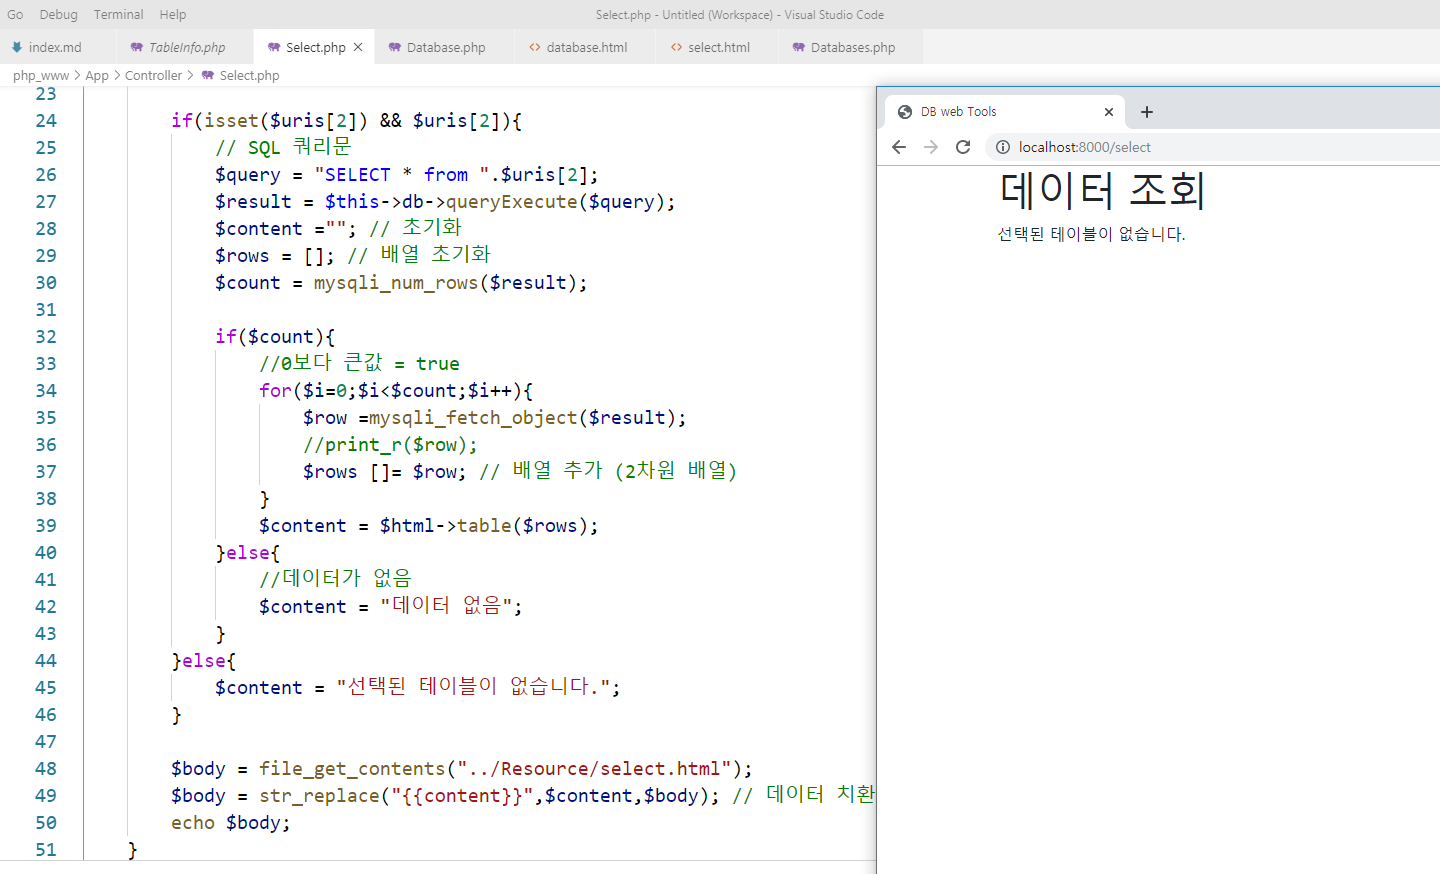 Go Debug Terminal Help
Select.php - Untitled (Workspace) - Visual Studio Code
index.md TableInfo.php Select.php Database.php database.html select.html Databases.php
php_www > App > Controller > Select.php
23
24 if(isset($uris[2]) && $uris[2]){
25 // SQL 쿼리문
26 $query = "SELECT * from ".$uris[2];
27 $result = $this->db->queryExecute($query);
28 $content =""; // 초기화
29 $rows = []; // 배열 초기화
30 $count = mysqli_num_rows($result);
31
32 if($count){
33 //0보다 큰값 = true
34 for($i=0;$i<$count;$i++){
35 $row =mysqli_fetch_object($result);
36 //print_r($row);
37 $rows []= $row; // 배열 추가 (2차원 배열)
38 }
39 $content = $html->table($rows);
40 }else{
41 //데이터가 없음
42 $content = "데이터 없음";
43 }
44 }else{
45 $content = "선택된 테이블이 없습니다.";
46 }
47
48 $body = file_get_contents("../Resource/select.html");
49 $body = str_replace("{{content}}",$content,$body); // 데이터 치환
50 echo $body;
51 }
DB web Tools
localhost:8000/select
데이터 조회
선택된 테이블이 없습니다.